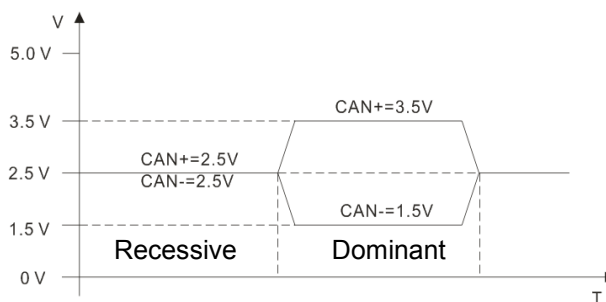 V
5.0 V
3.5 V
CAN+=3.5V
CAN+=2.5V
2.5 V
CAN-=2.5V
CAN-=1.5V
1.5 V
Recessive
Dominant
0 V
T